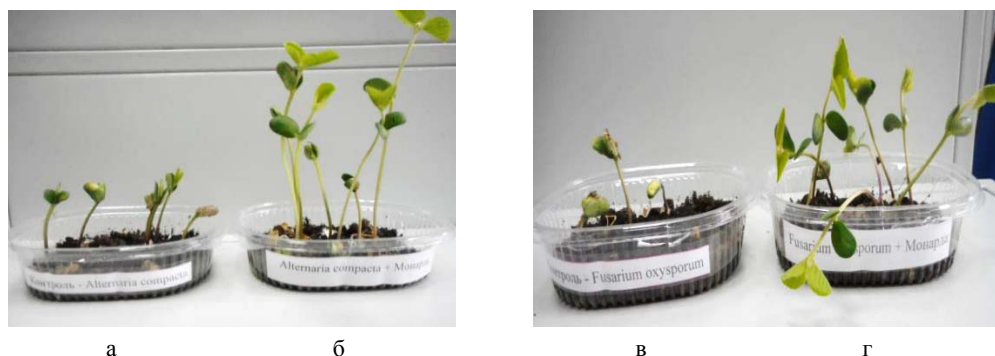 Контроль - Alternaria compacta
Alternaria compacta + Монарда
Контроль - Fusarium oxysporum
Fusarium oxysporum + Монарда
а
б
в
г